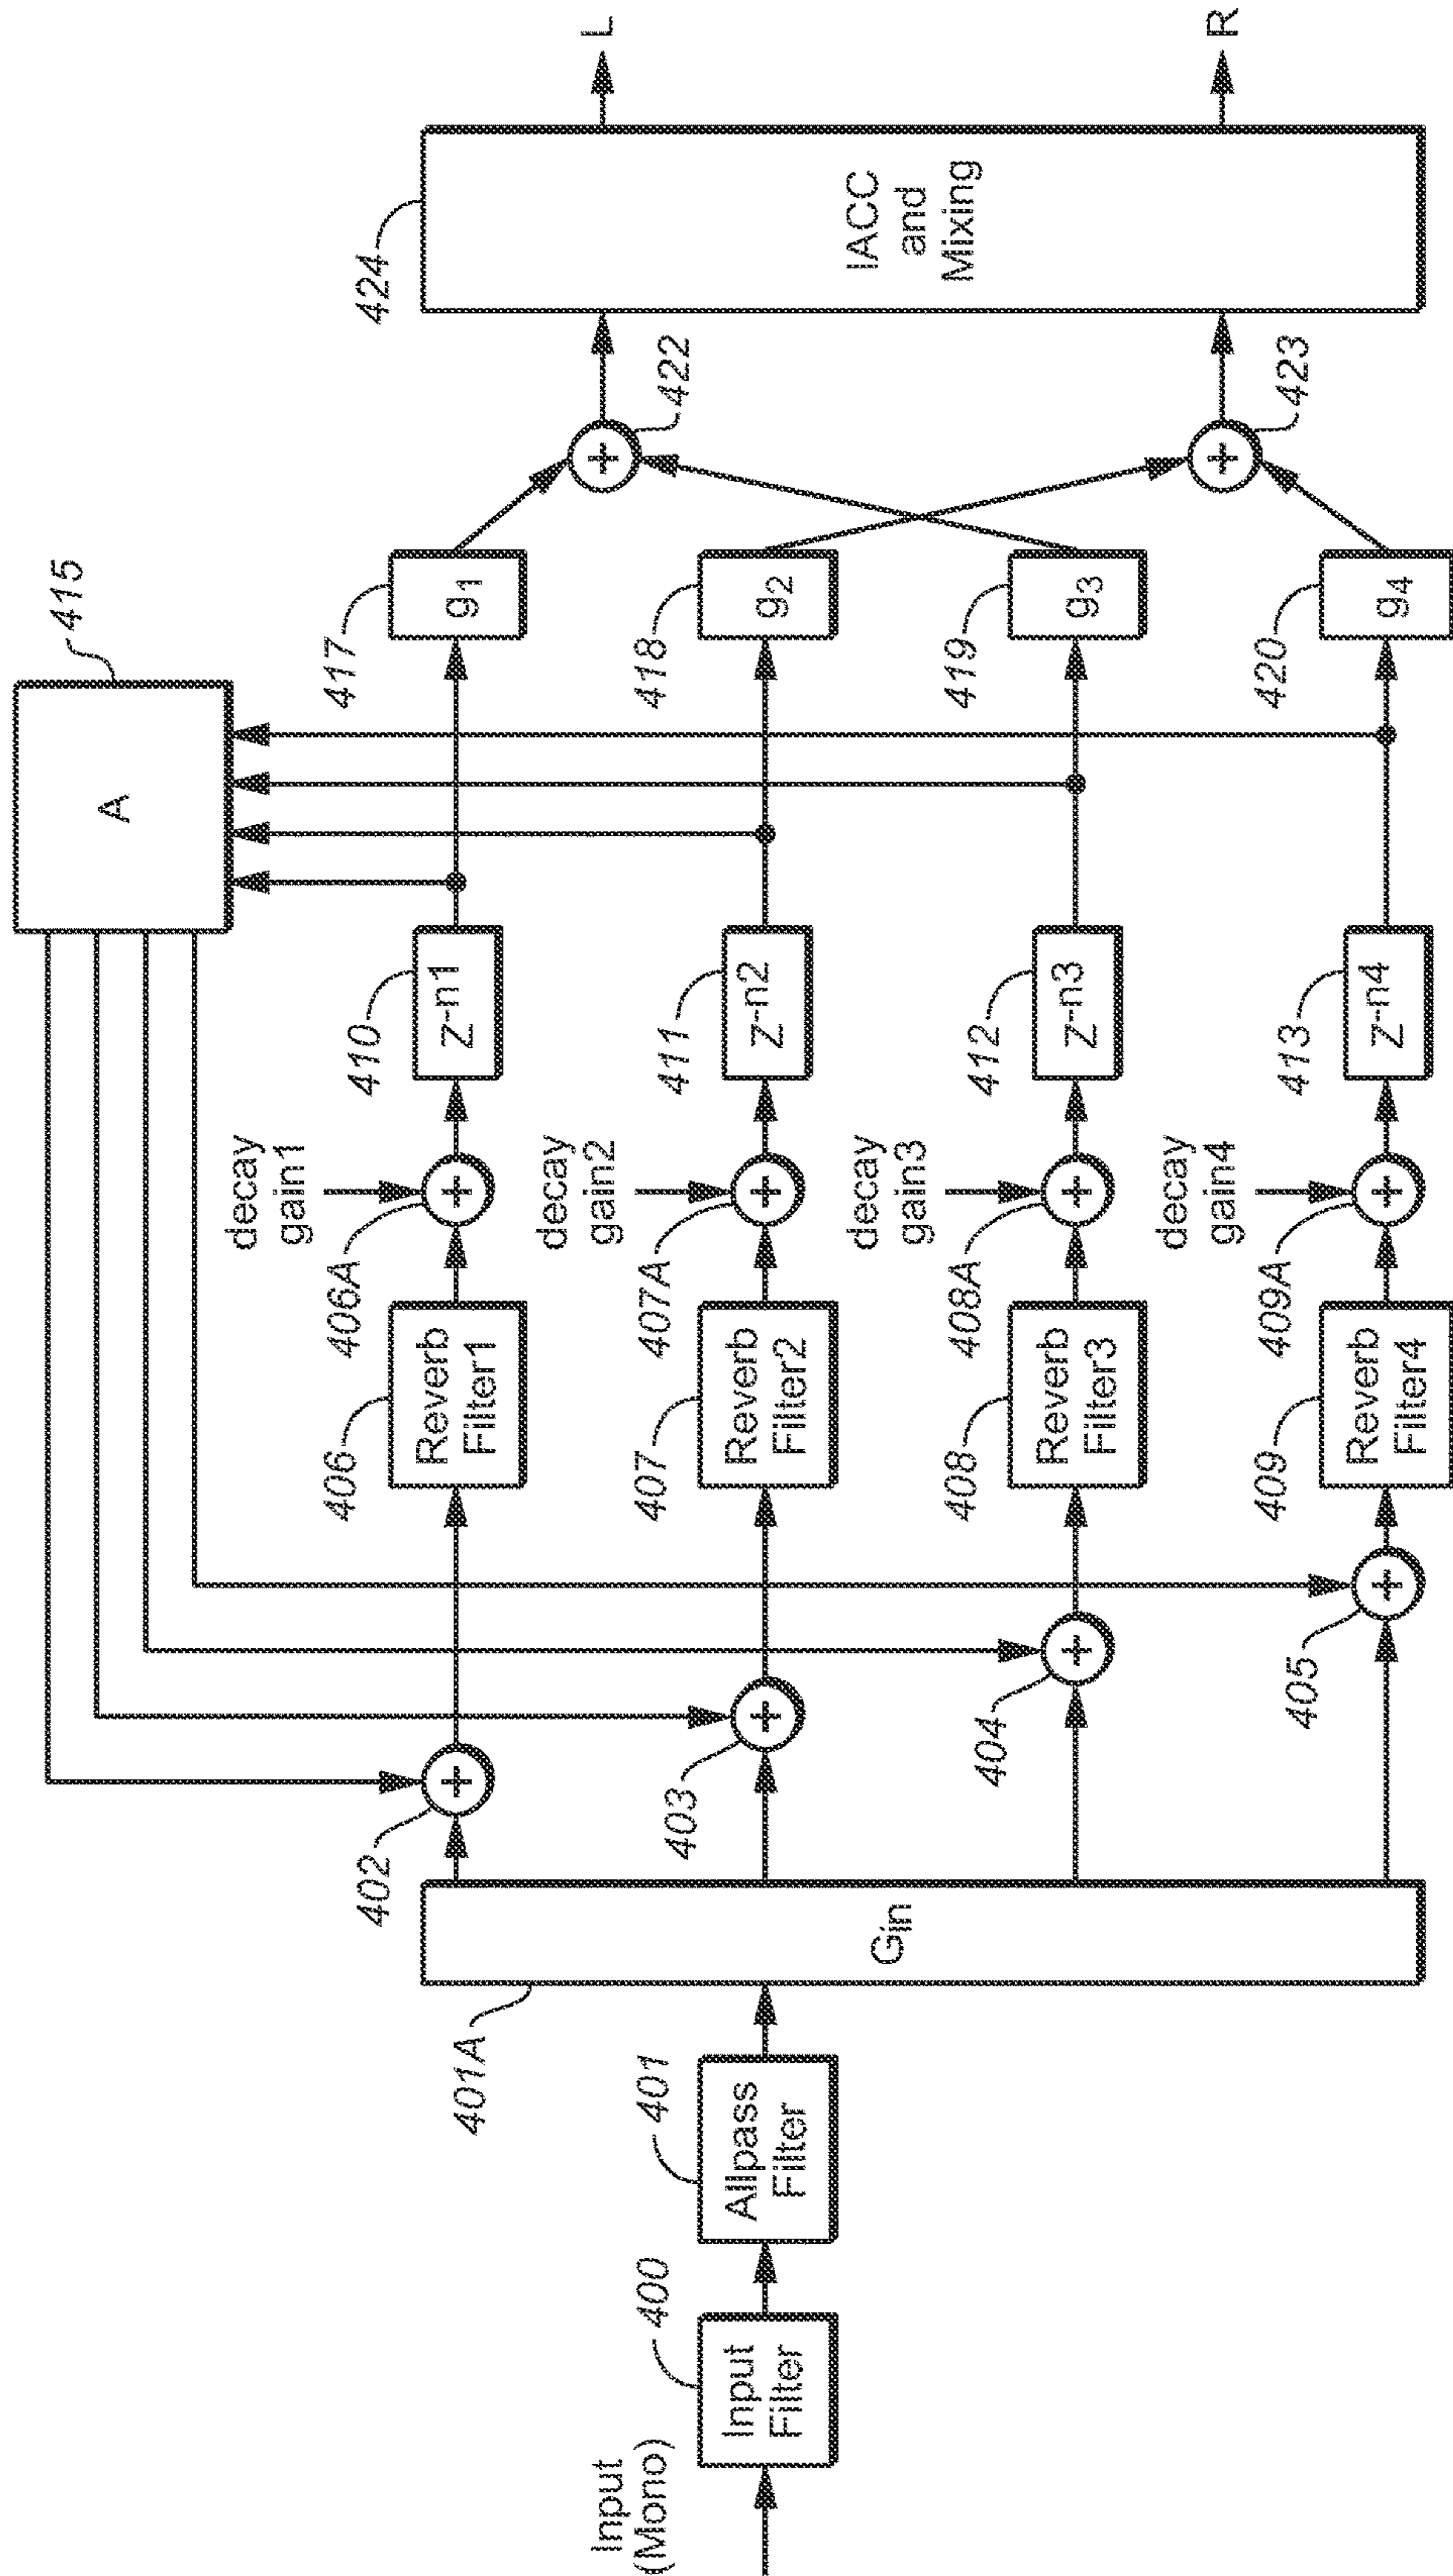 Input
(Mono)
400
Input
Filter
401
Allpass
Filter
401A
Gin
402
403
404
405
406
Reverb
Filter1
407
Reverb
Filter2
408
Reverb
Filter3
409
Reverb
Filter4
decay
gain1
406A
decay
gain2
407A
decay
gain3
408A
decay
gain4
409A
410
z-n1
411
z-n2
412
z-n3
413
z-n4
A
415
417
g1
418
g2
419
g3
420
g4
422
423
424
IACC
and
Mixing
L
R